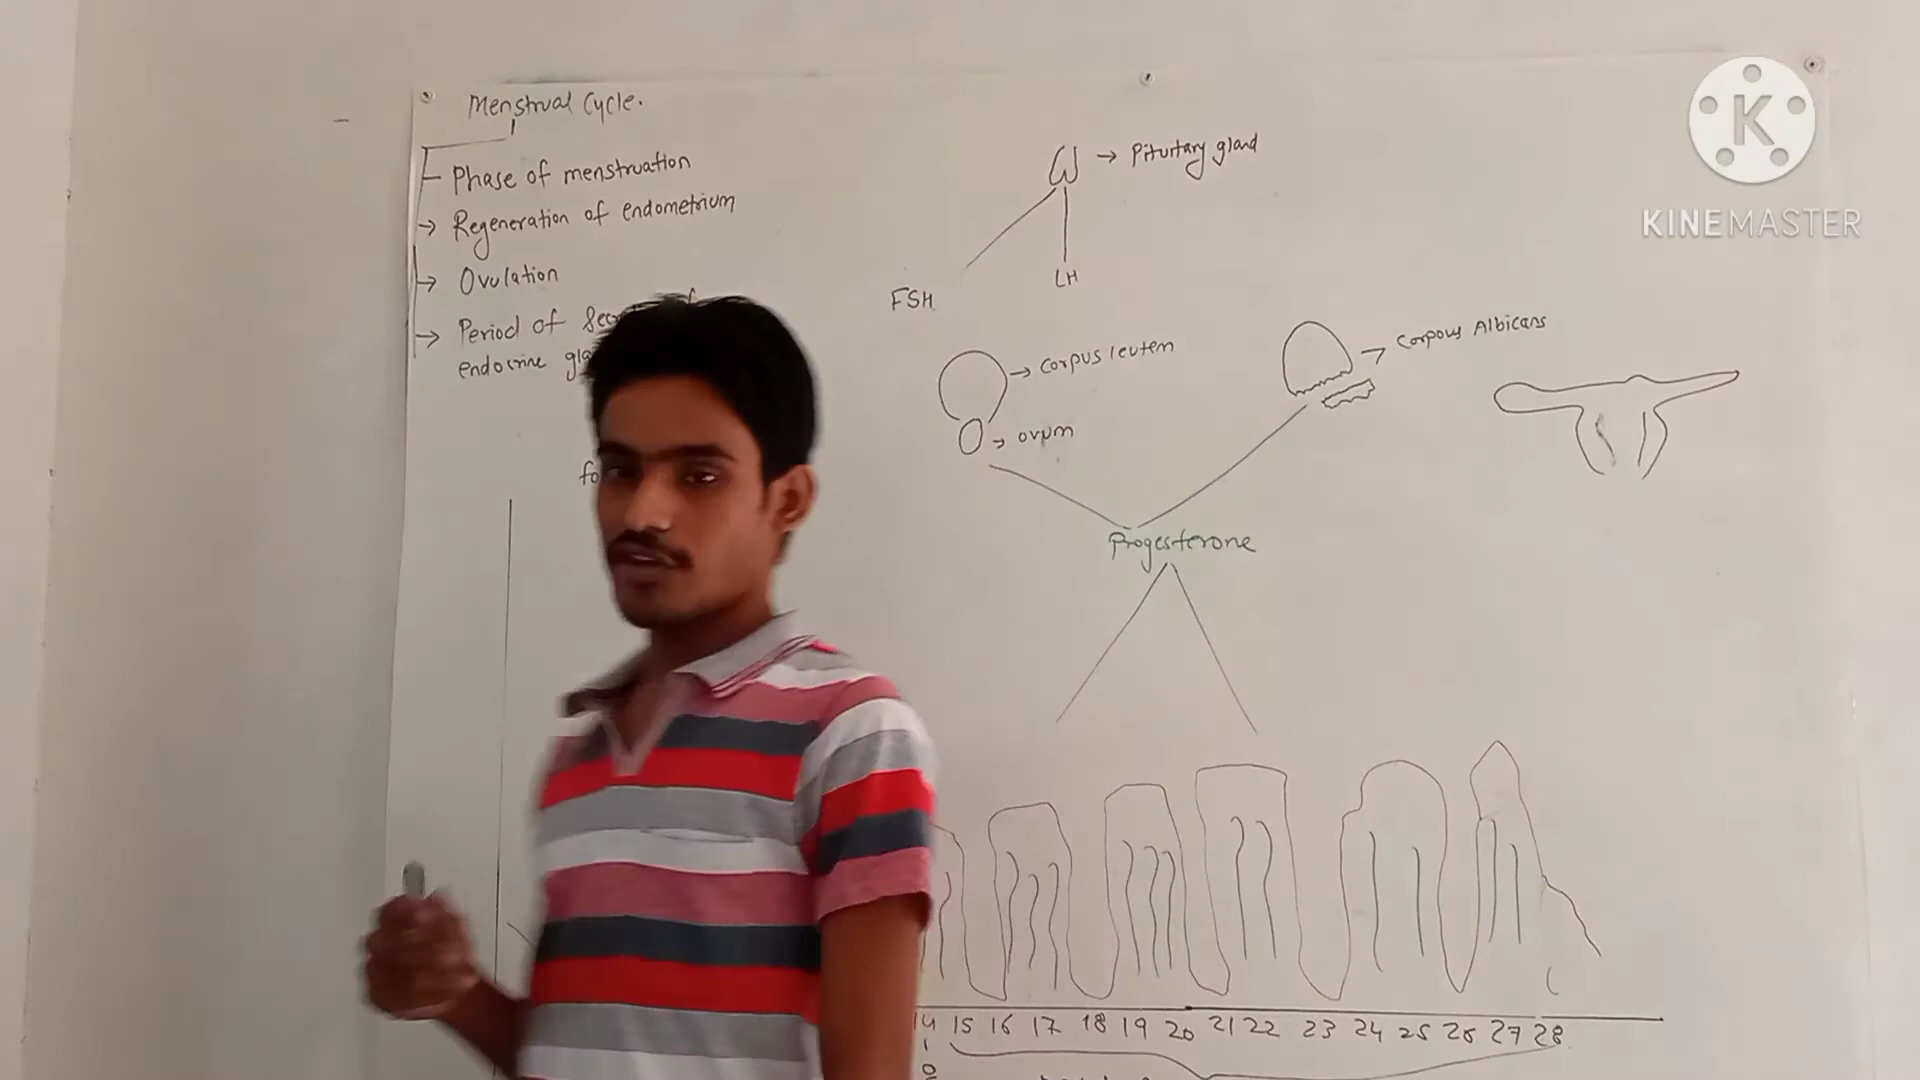 Menstrual Cycle.
Phase of menstruation
→ Regeneration of endometrium
→ Ovulation
→ Period of
endocrine
→ Pituitary gland
FSH
LH
→ corpus leutem
→ ovum
→ Corpous Albicans
Progesterone
14 15 16 17 18 19 20 21 22 23 24 25 26 27 28
K
KINEMASTER